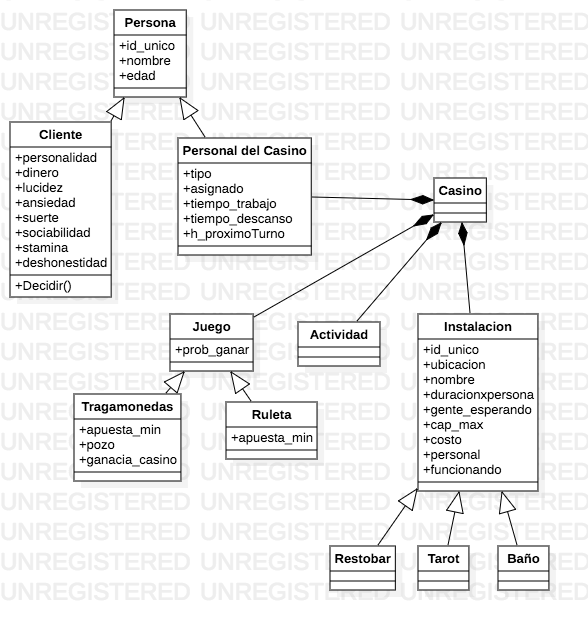 Persona
+id_unico
+nombre
+edad
Cliente
+personalidad
+dinero
+lucidez
+ansiedad
+suerte
+sociabilidad
+stamina
+deshonestidad
+Decidir()
Personal del Casino
+tipo
+asignado
+tiempo_trabajo
+tiempo_descanso
+h_proximoTurno
Casino
Juego
+prob_ganar
Actividad
Instalacion
+id_unico
+ubicacion
+nombre
+duracionxpersona
+gente_esperando
+cap_max
+costo
+personal
+funcionando
Tragamonedas
+apuesta_min
+pozo
+ganacia_casino
Ruleta
+apuesta_min
Restobar
Tarot
Baño
UNREGISTERED